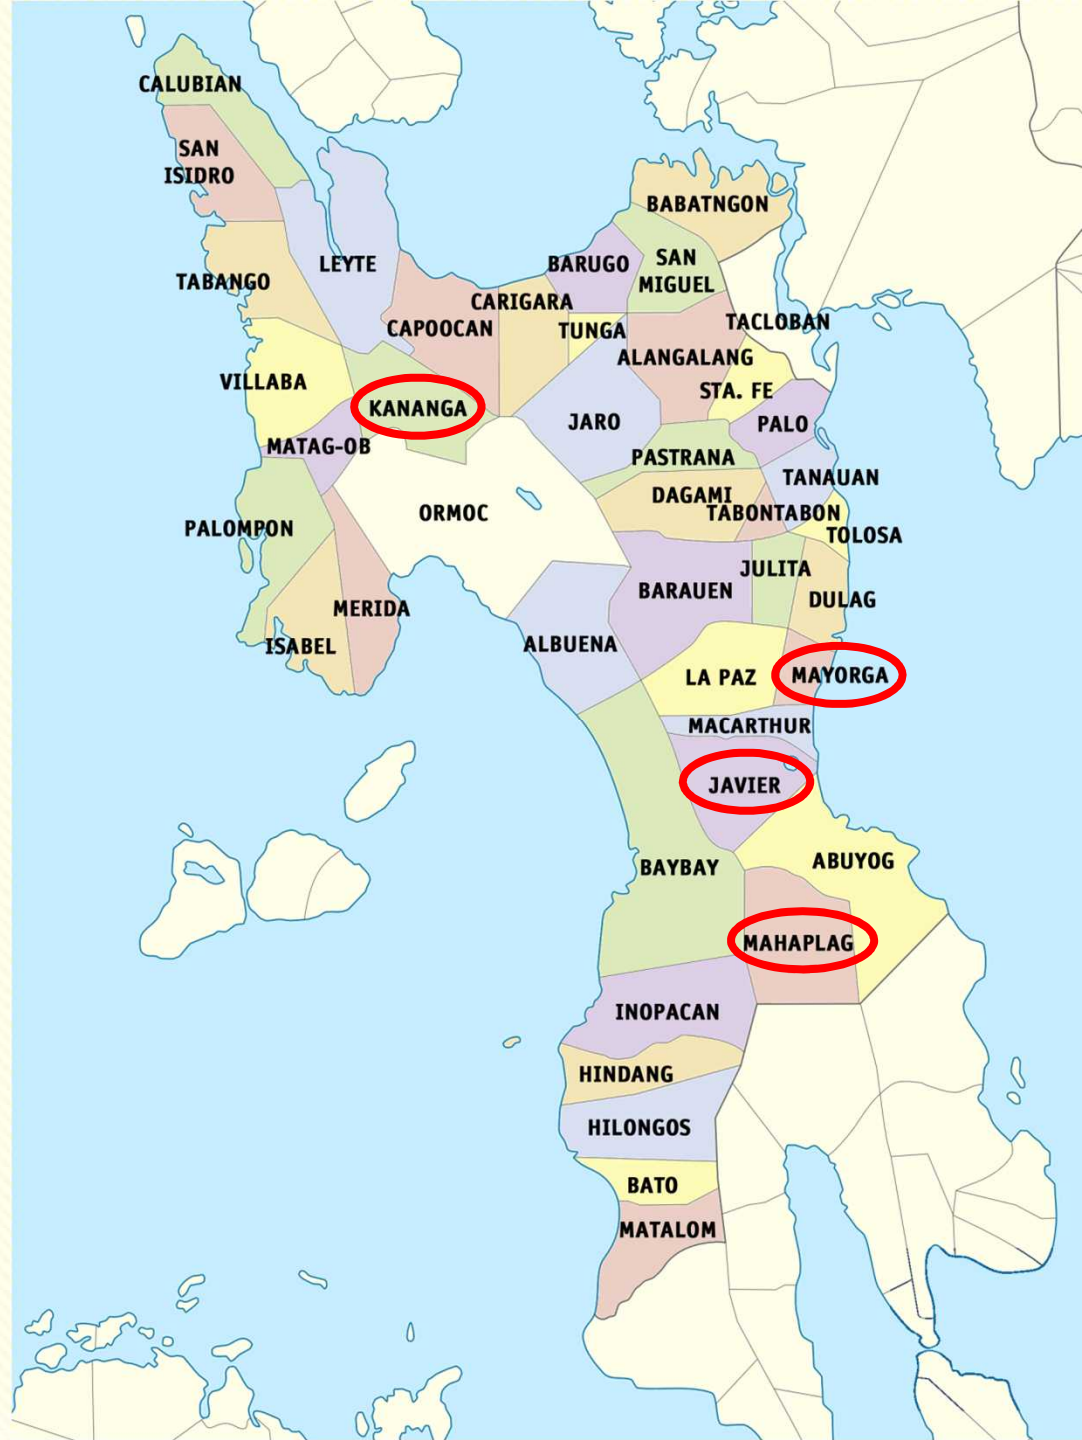 CALUBIAN
SAN
ISIDRO
BABATNGON
LEYTE
BARUGO
SAN
MIGUEL
TABANGO
CARIGARA
CAPOOCAN
TUNGA
TACLOBAN
ALANGALANG
VILLABA
STA. FE
KANANGA
JARO
PALO
MATAG-OB
PASTRANA
TANAUAN
DAGAMI
ORMOC
TABONTABON
PALOMPON
TOLOSA
JULITA
BARAUEN
DULAG
MERIDA
ISABEL
ALBUENA
LA PAZ
MAYORGA
MACARTHUR
JAVIER
BAYBAY
ABUYOG
MAHAPLAG
INOPACAN
HINDANG
HILONGOS
BATO
MATALOM